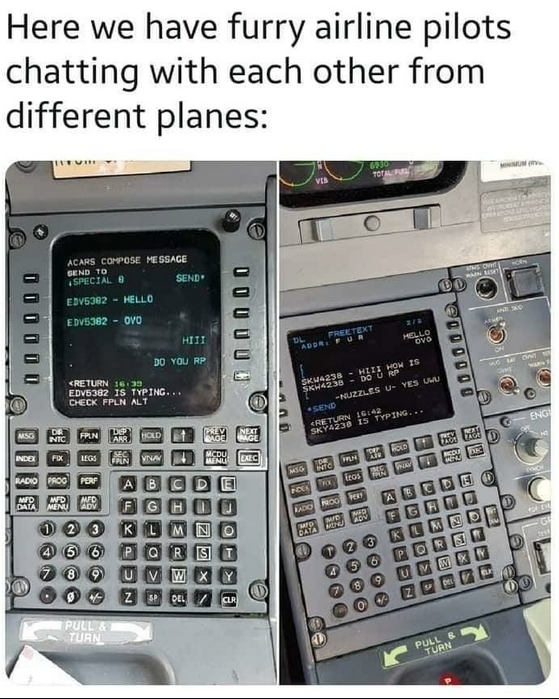 Here we have furry airline pilots
chatting with each other from
different planes:
ACARS COMPOSE MESSAGE
SEND TO
SPECIAL 8 SEND*
EDV5382 - HELLO
EDV5382 - OVO
HIII
DO YOU RP
<RETURN 16:39
EDV5382 IS TYPING...
CHECK FPLN ALT
MSG DIR INTC FPLN DEP ARR HOLD ↑ PREV PAGE NEXT PAGE
INDEX FIX LEGS SEC FPLN VNAV ↓ MCDU MENU EXEC
RADIO PROG PERF A B C D E
MFD DATA MFD MENU MFD ADV F G H I J
1 2 3 K L M N O
4 5 6 P Q R S T
7 8 9 U V W X Y
. 0 +/- Z SP DEL / CLR
PULL &
TURN
VIB
6930
TOTAL FUEL
DL FREETEXT 2/2
ADDR: F U R HELLO
OVO
SKW4238 - HIII HOW IS
SKW4238 - DO U RP
-NUZZLES U- YES UWU
*SEND
<RETURN 16:42
SKY4238 IS TYPING...
MSG DIR INTC FPLN DEP ARR HOLD ↑ PREV PAGE NEXT PAGE
INDEX FIX LEGS SEC FPLN VNAV ↓ MCDU MENU EXEC
RADIO PROG PERF A B C D E
MFD DATA MFD MENU MFD ADV F G H I J
1 2 3 K L M N O
4 5 6 P Q R S T
7 8 9 U V W X Y
. 0 +/- Z SP DEL / CLR
PULL &
TURN
MINIMUM
HORN
ENG